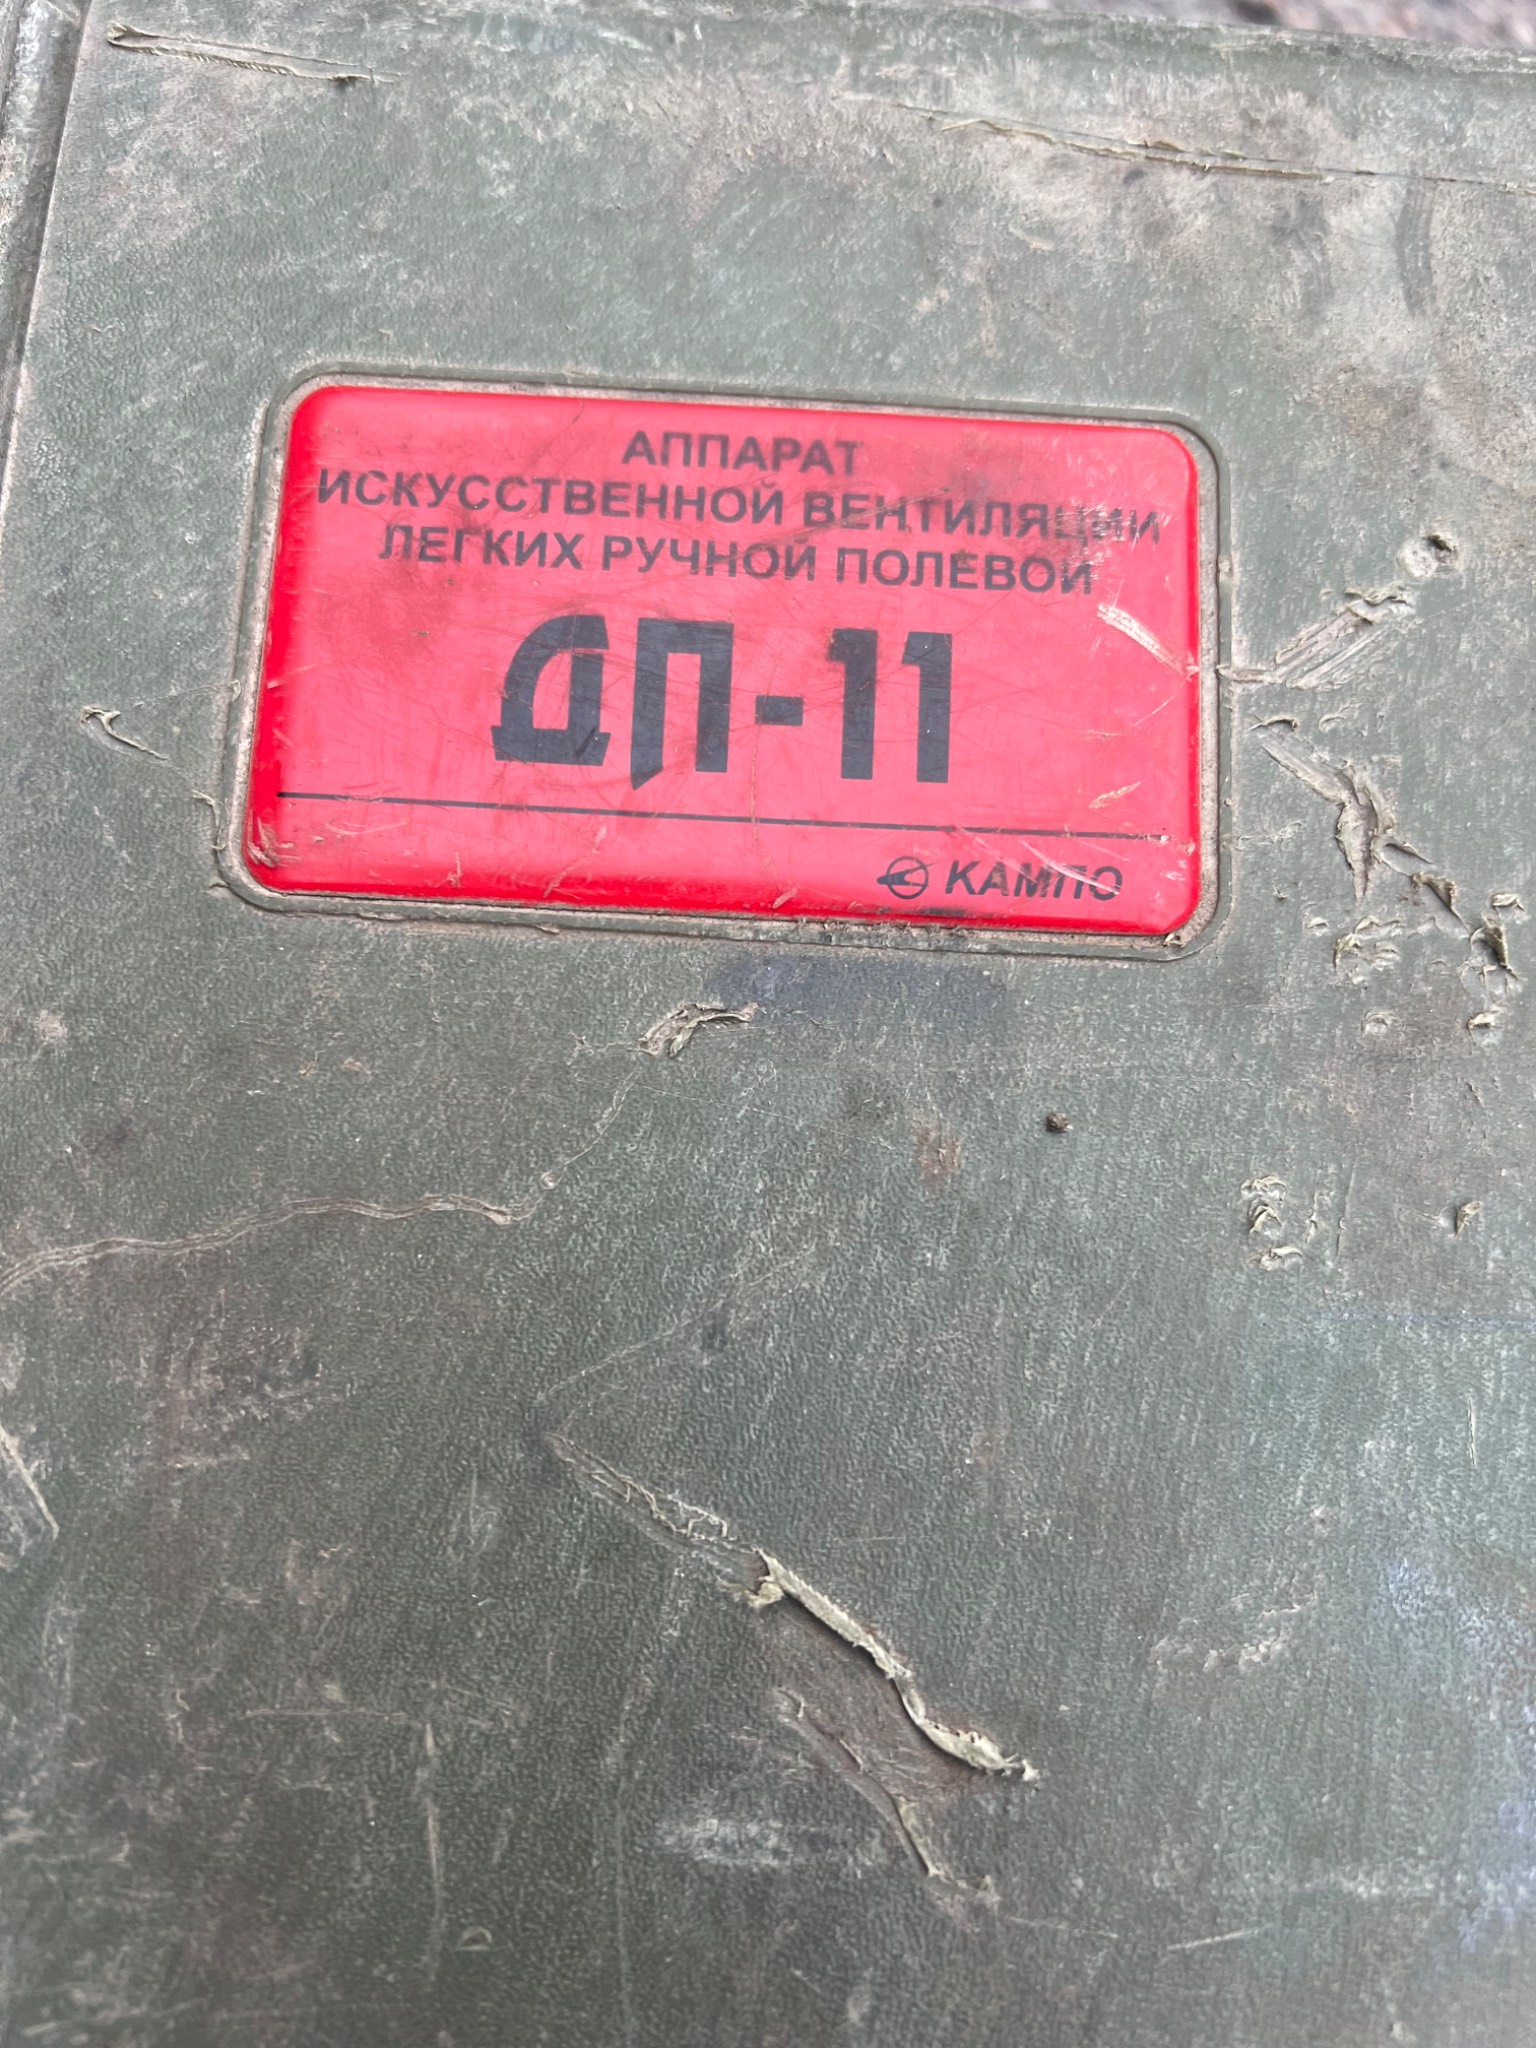 АППАРАТ
ИСКУССТВЕННОЙ ВЕНТИЛЯЦИИ
ЛЕГКИХ РУЧНОЙ ПОЛЕВОЙ
ДП-11
КАМПО